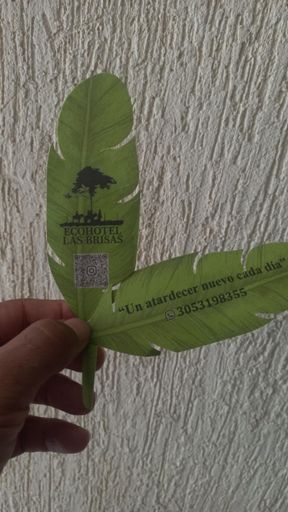 ECOHOTEL
LAS BRISAS
"Un atardecer nuevo cada día"
3053198355